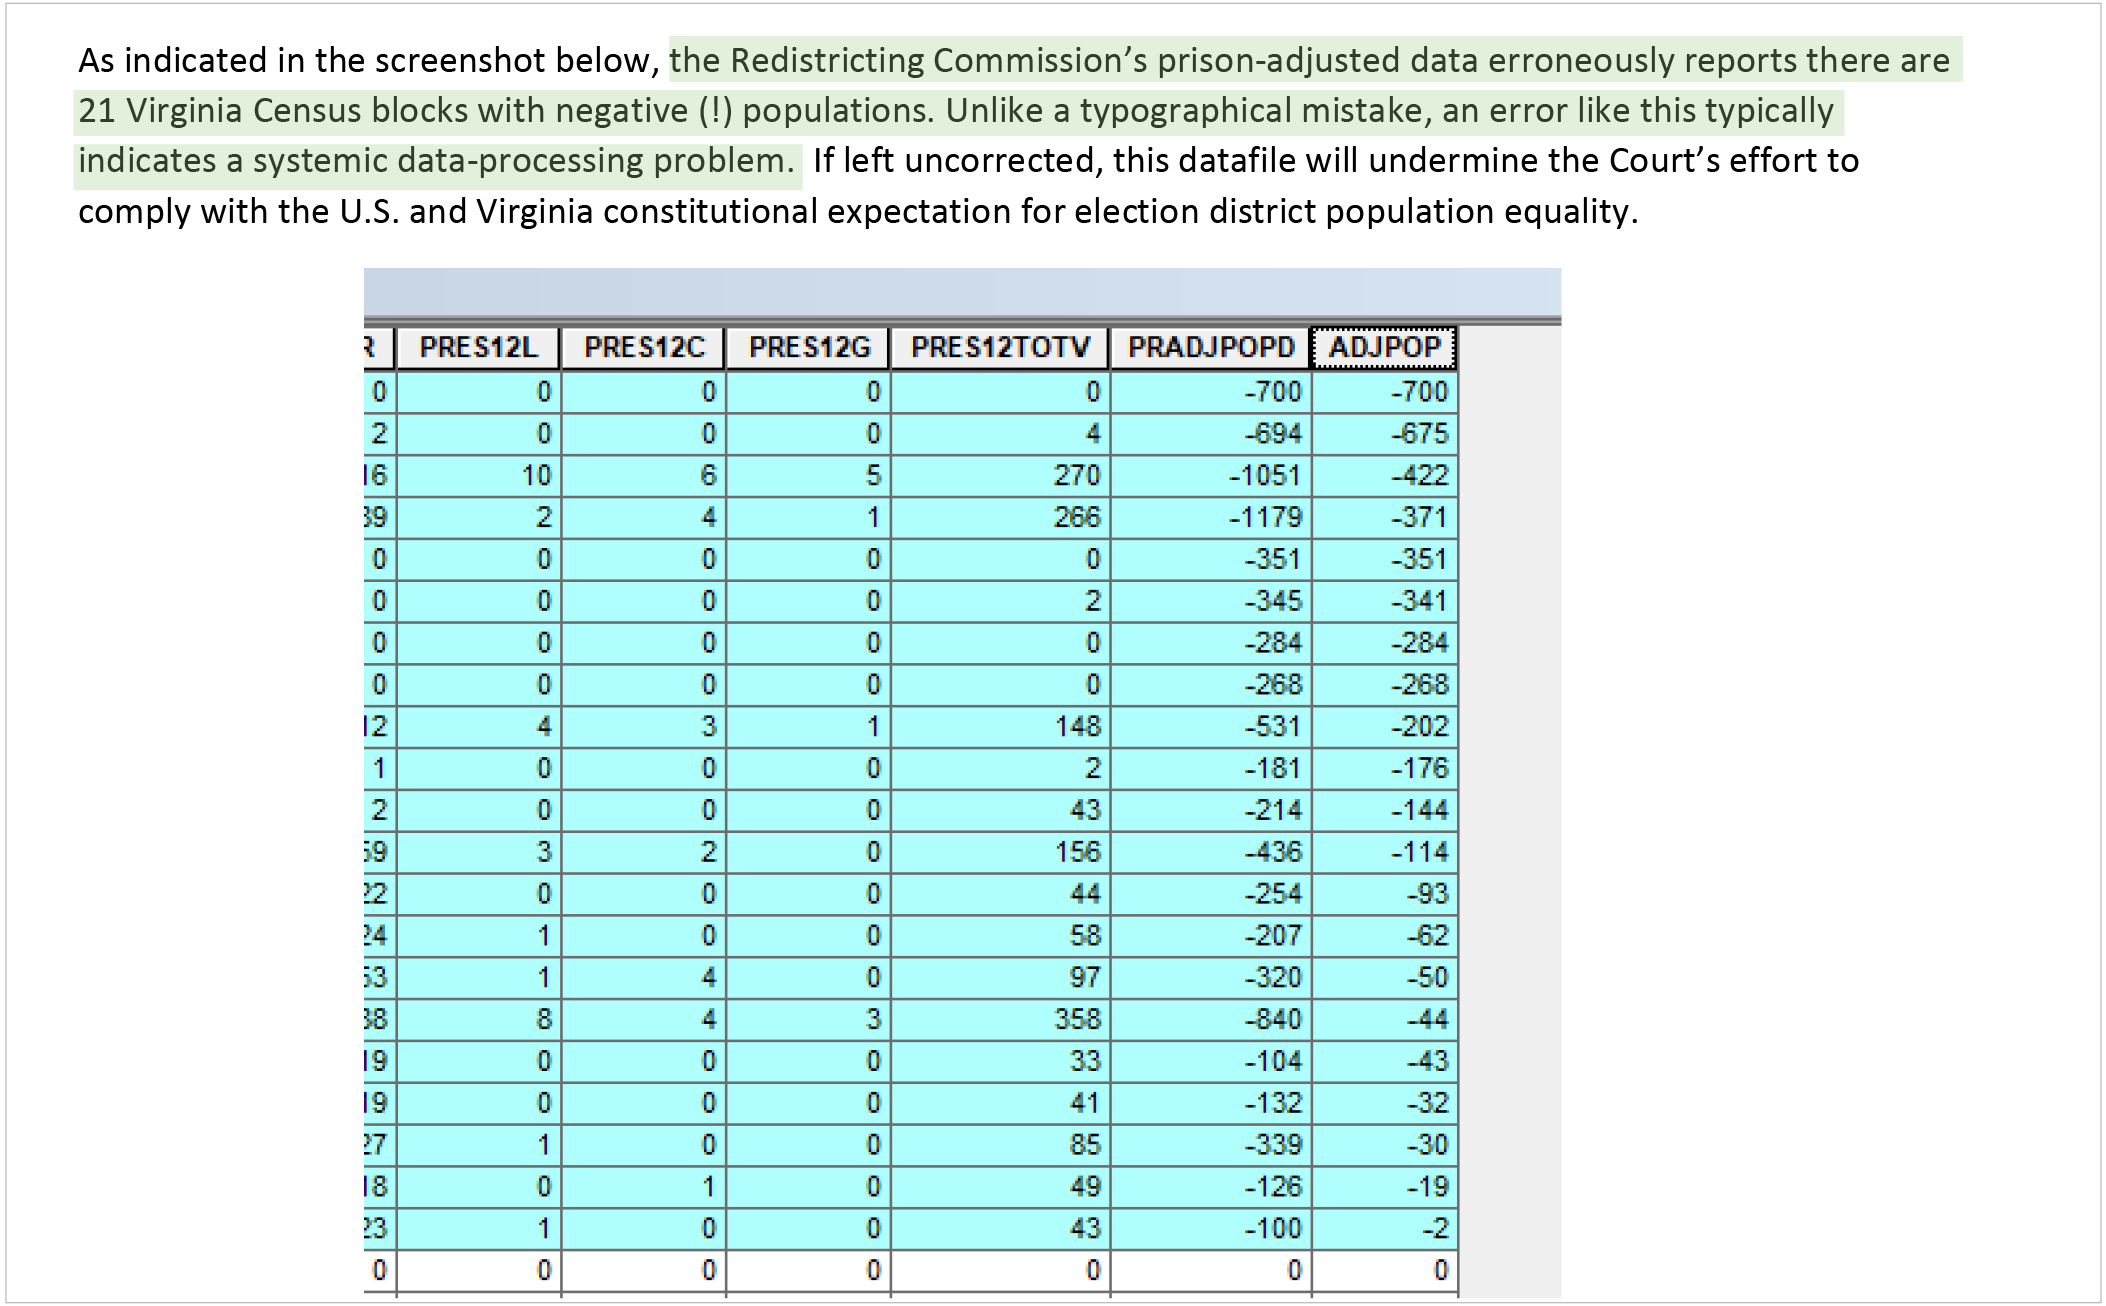 As indicated in the screenshot below, the Redistricting Commission’s prison-adjusted data erroneously reports there are
21 Virginia Census blocks with negative (!) populations. Unlike a typographical mistake, an error like this typically
indicates a systemic data-processing problem. If left uncorrected, this datafile will undermine the Court’s effort to
comply with the U.S. and Virginia constitutional expectation for election district population equality.
R PRES12L PRES12C PRES12G PRES12TOTV PRADJPOPD ADJPOP
0 0 0 0 0 -700 -700
2 0 0 0 4 -694 -675
16 10 6 5 270 -1051 -422
39 2 4 1 266 -1179 -371
0 0 0 0 0 -351 -351
0 0 0 0 2 -345 -341
0 0 0 0 0 -284 -284
0 0 0 0 0 -268 -268
12 4 3 1 148 -531 -202
1 0 0 0 2 -181 -176
2 0 0 0 43 -214 -144
59 3 2 0 156 -436 -114
22 0 0 0 44 -254 -93
24 1 0 0 58 -207 -62
53 1 4 0 97 -320 -50
38 8 4 3 358 -840 -44
19 0 0 0 33 -104 -43
19 0 0 0 41 -132 -32
27 1 0 0 85 -339 -30
18 0 1 0 49 -126 -19
23 1 0 0 43 -100 -2
0 0 0 0 0 0 0